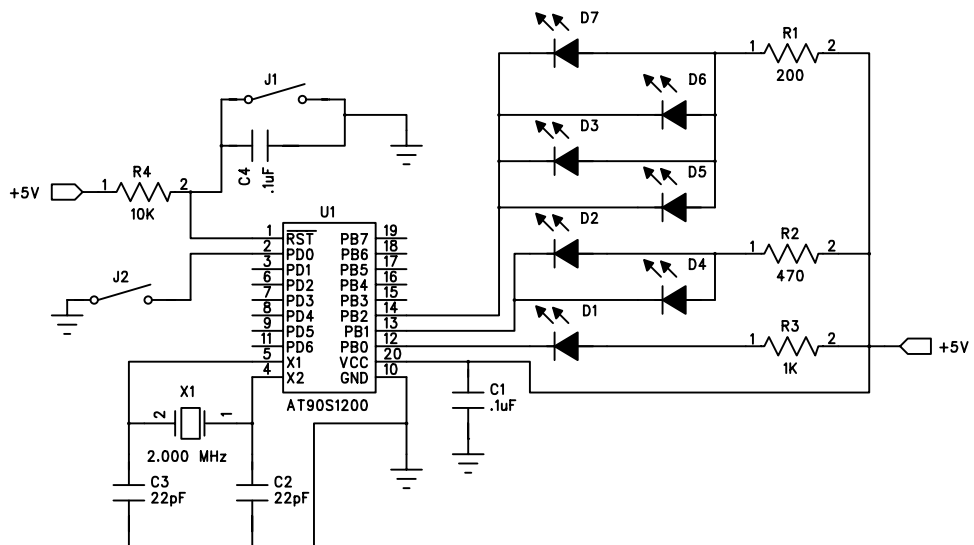 D7
R1
1 2
200
J1
D6
D3
C4
.1uF
R4
+5V
1 2
10K
D5
U1
D2
1 RST PB7 19
2 PD0 PB6 18
3 PD1 PB5 17
6 PD2 PB4 16
7 PD3 PB3 15
8 PD4 PB2 14
9 PD5 PB1 13
11 PD6 PB0 12
5 X1 VCC 20
4 X2 GND 10
AT90S1200
R2
1 2
470
J2
D4
D1
R3
1 2
1K
+5V
C1
.1uF
X1
2 1
2.000 MHz
C3
22pF
C2
22pF